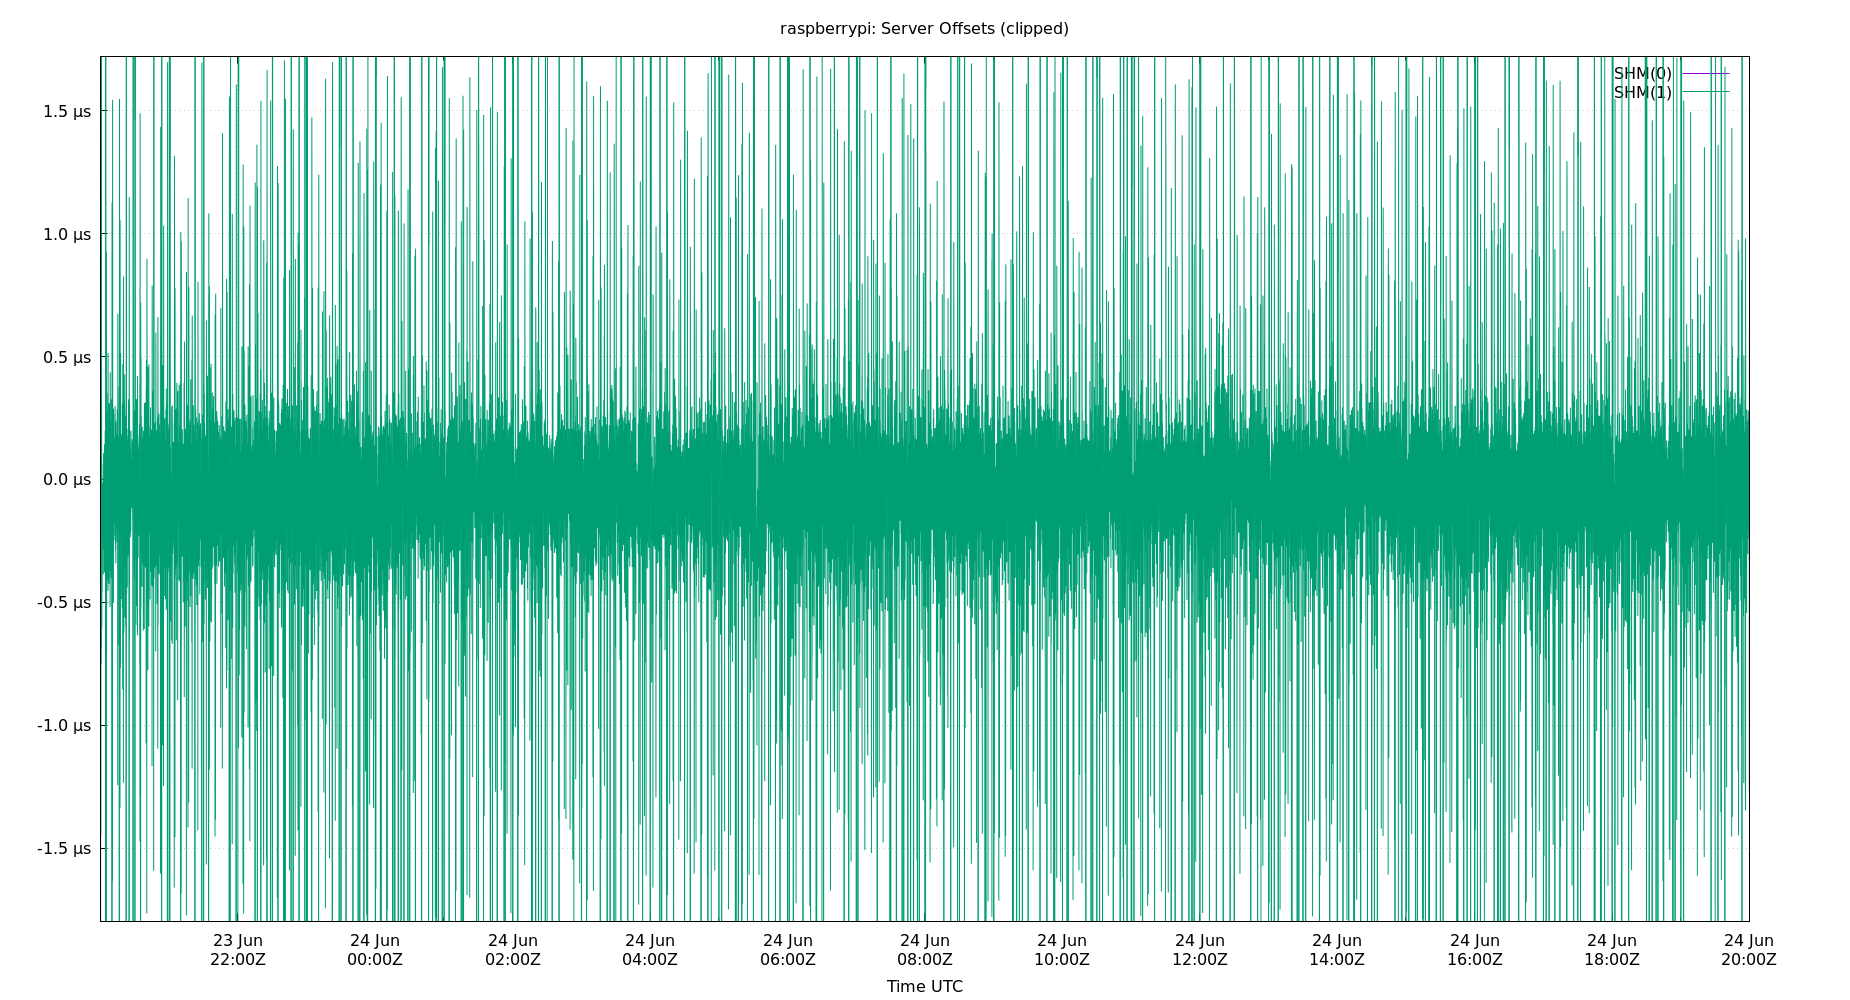 raspberrypi: Server Offsets (clipped)
SHM(0)
SHM(1)
1.5 µs
1.0 µs
0.5 µs
0.0 µs
-0.5 µs
-1.0 µs
-1.5 µs
23 Jun 24 Jun 24 Jun 24 Jun 24 Jun 24 Jun 24 Jun 24 Jun 24 Jun 24 Jun 24 Jun 24 Jun
22:00Z 00:00Z 02:00Z 04:00Z 06:00Z 08:00Z 10:00Z 12:00Z 14:00Z 16:00Z 18:00Z 20:00Z
Time UTC